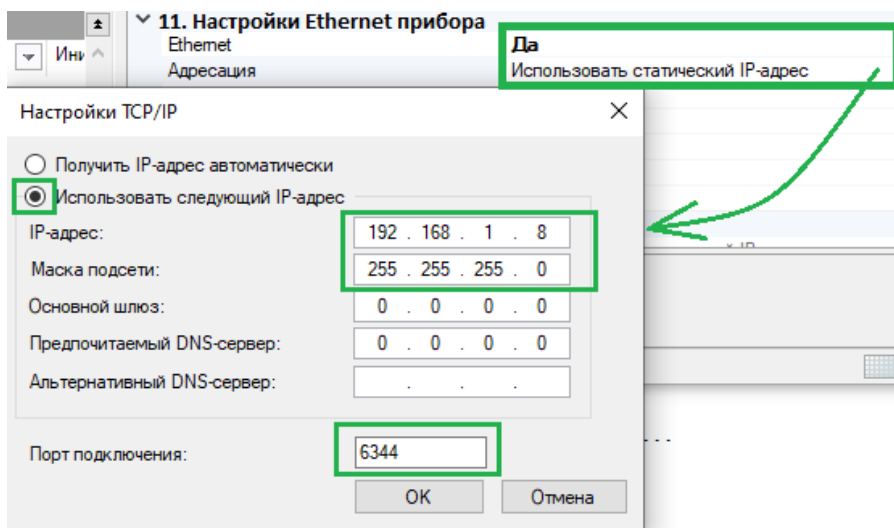 11. Настройки Ethernet прибора
Ethernet Да
Адресация Использовать статический IP-адрес
Настройки TCP/IP
Получить IP-адрес автоматически
Использовать следующий IP-адрес
IP-адрес: 192 . 168 . 1 . 8
Маска подсети: 255 . 255 . 255 . 0
Основной шлюз: 0 . 0 . 0 . 0
Предпочитаемый DNS-сервер: 0 . 0 . 0 . 0
Альтернативный DNS-сервер: . . .
Порт подключения: 6344
OK Отмена